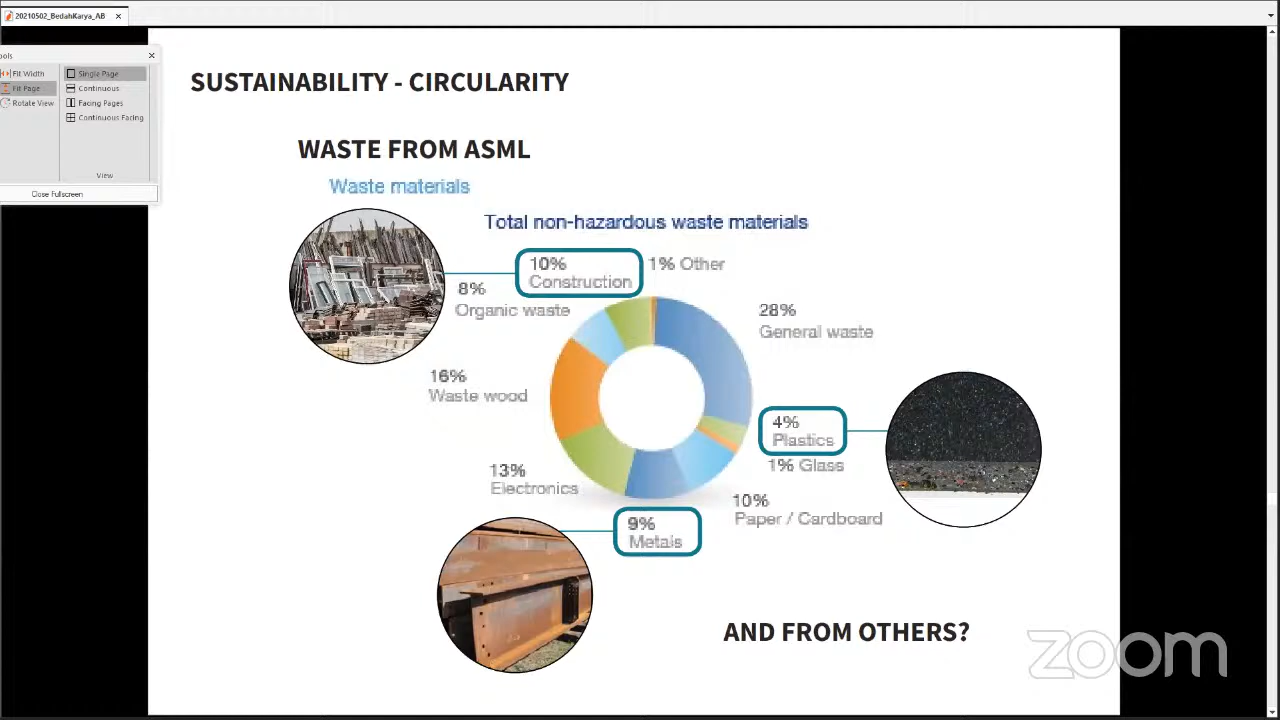 20210502_BedahKarya_AB
ools
Fit Width
Fit Page
Rotate View
Single Page
Continuous
Facing Pages
Continuous Facing
View
Close Fullscreen
SUSTAINABILITY - CIRCULARITY
WASTE FROM ASML
Waste materials
Total non-hazardous waste materials
10%
Construction
1% Other
8%
Organic waste
28%
General waste
16%
Waste wood
4%
Plastics
1% Glass
13%
Electronics
10%
Paper / Cardboard
9%
Metals
AND FROM OTHERS?
zoom